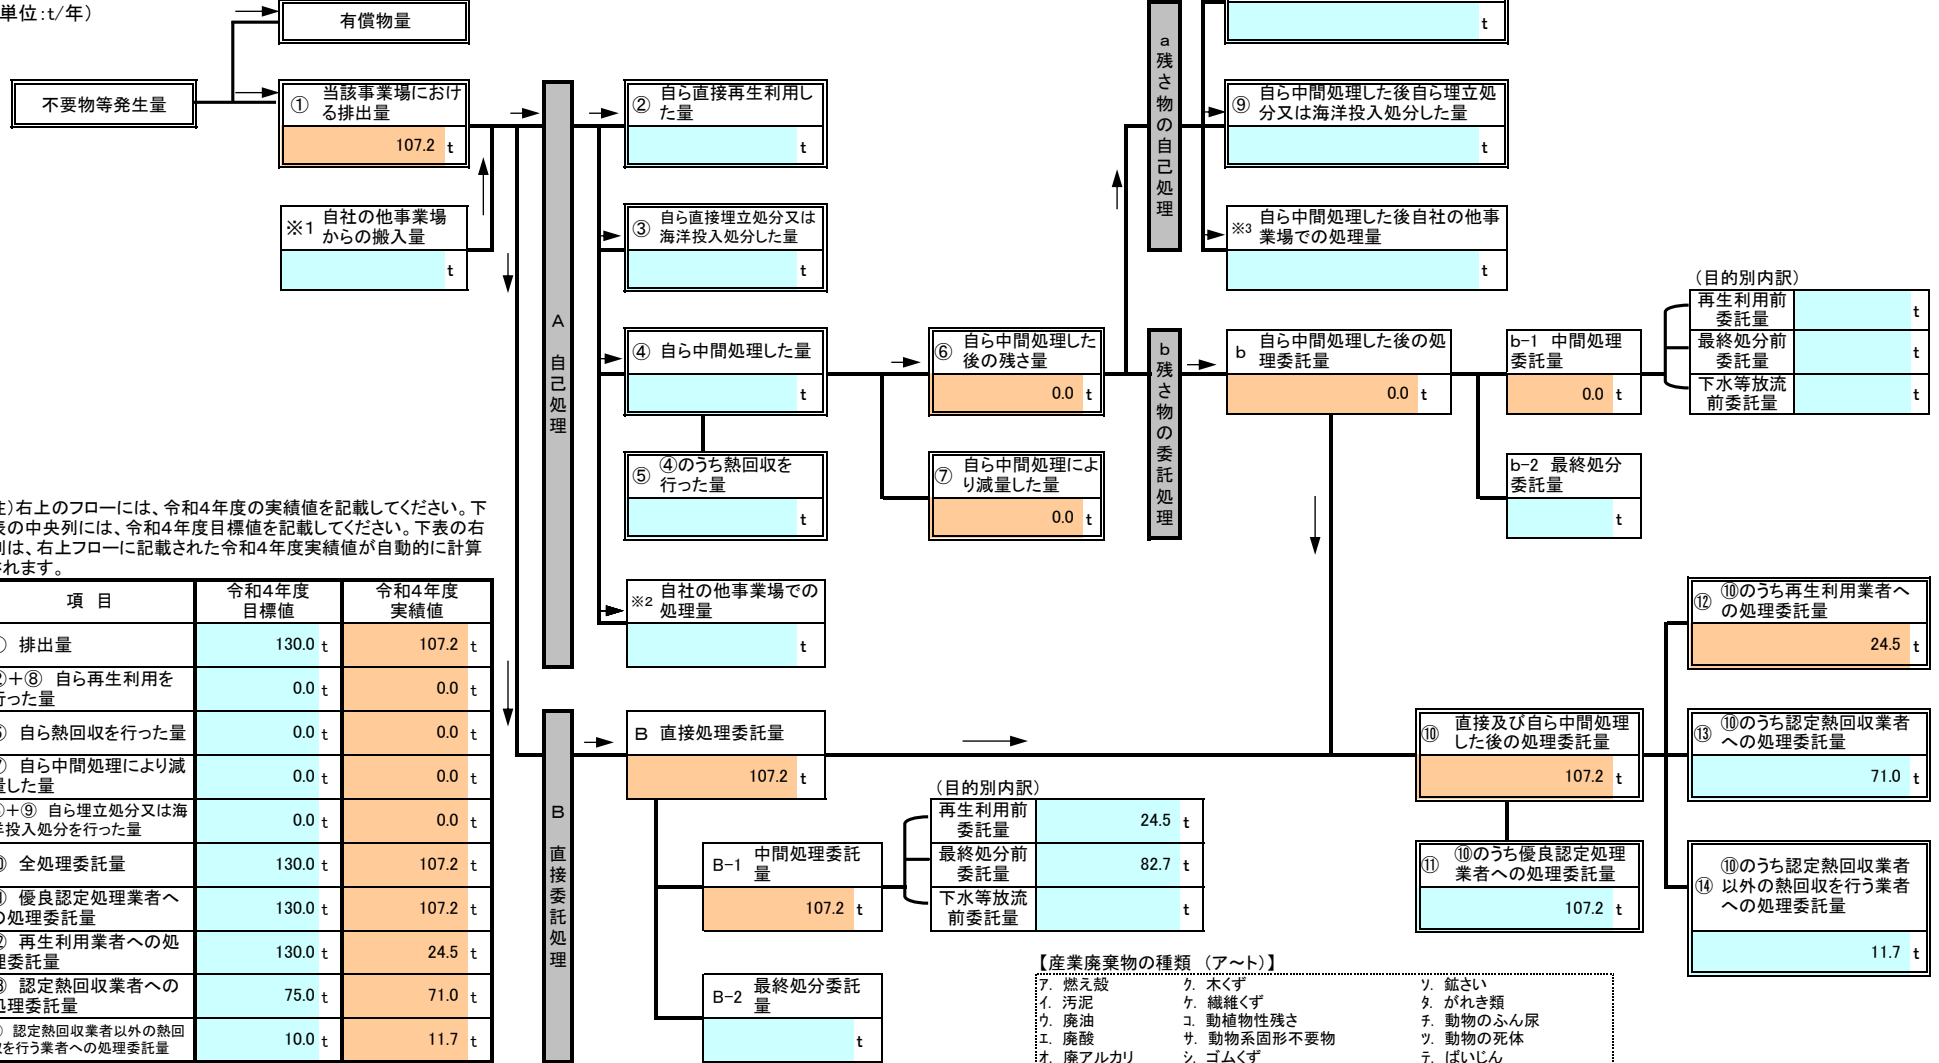 単位:t/年）
有償物量
不要物等発生量
① 当該事業場におけ
る排出量
107.2 t
※1 自社の他事業場
からの搬入量
t
A 自己処理
② 自ら直接再生利用し
た量
t
③ 自ら直接埋立処分又は
海洋投入処分した量
t
④ 自ら中間処理した量
t
⑤ ④のうち熱回収を
行った量
t
※2 自社の他事業場での
処理量
t
⑥ 自ら中間処理した
後の残さ量
0.0 t
⑦ 自ら中間処理によ
り減量した量
0.0 t
a 残さ物の自己処理
t
⑨ 自ら中間処理した後自ら埋立処
分又は海洋投入処分した量
t
※3 自ら中間処理した後自社の他事
業場での処理量
t
b 残さ物の委託処理
b 自ら中間処理した後の処
理委託量
0.0 t
b-1 中間処理
委託量
0.0 t
b-2 最終処分
委託量
t
（目的別内訳）
再生利用前
委託量
t
最終処分前
委託量
t
下水等放流
前委託量
t
)右上のフローには、令和４年度の実績値を記載してください。下
の中央列には、令和４年度目標値を記載してください。下表の右
は、右上フローに記載された令和４年度実績値が自動的に計算
れます。
項 目 令和４年度
目標値 令和４年度
実績値
排出量 130.0 t 107.2 t
＋⑧ 自ら再生利用を
った量 0.0 t 0.0 t
自ら熱回収を行った量 0.0 t 0.0 t
自ら中間処理により減
した量 0.0 t 0.0 t
＋⑨ 自ら埋立処分又は海
投入処分を行った量 0.0 t 0.0 t
全処理委託量 130.0 t 107.2 t
優良認定処理業者へ
の処理委託量 130.0 t 107.2 t
再生利用業者への処
理委託量 130.0 t 24.5 t
認定熱回収業者への
処理委託量 75.0 t 71.0 t
認定熱回収業者以外の熱回
を行う業者への処理委託量 10.0 t 11.7 t
B 直接委託処理
B 直接処理委託量
107.2 t
B-1 中間処理委託
量
107.2 t
B-2 最終処分委託
量
t
（目的別内訳）
再生利用前
委託量
24.5 t
最終処分前
委託量
82.7 t
下水等放流
前委託量
t
⑩ 直接及び自ら中間処理
した後の処理委託量
107.2 t
⑪ ⑩のうち優良認定処理
業者への処理委託量
107.2 t
⑫ ⑩のうち再生利用業者へ
の処理委託量
24.5 t
⑬ ⑩のうち認定熱回収業者
への処理委託量
71.0 t
⑭ ⑩のうち認定熱回収業者
以外の熱回収を行う業者
への処理委託量
11.7 t
【産業廃棄物の種類 （ア～ト）】
ア. 燃え殻 ク. 木くず ソ. 鉱さい
イ. 汚泥 ケ. 繊維くず タ. がれき類
ウ. 廃油 コ. 動植物性残さ チ. 動物のふん尿
エ. 廃酸 サ. 動物系固形不要物 ツ. 動物の死体
オ. 廃アルカリ シ. ゴムくず テ. ばいじん